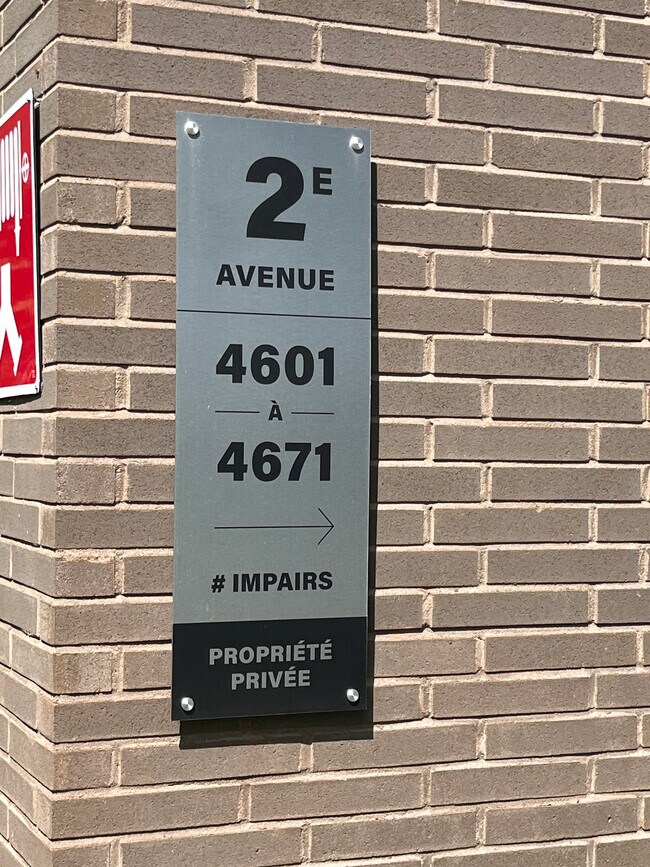 2E
AVENUE
4601
À
4671
# IMPAIRS
PROPRIÉTÉ
PRIVÉE